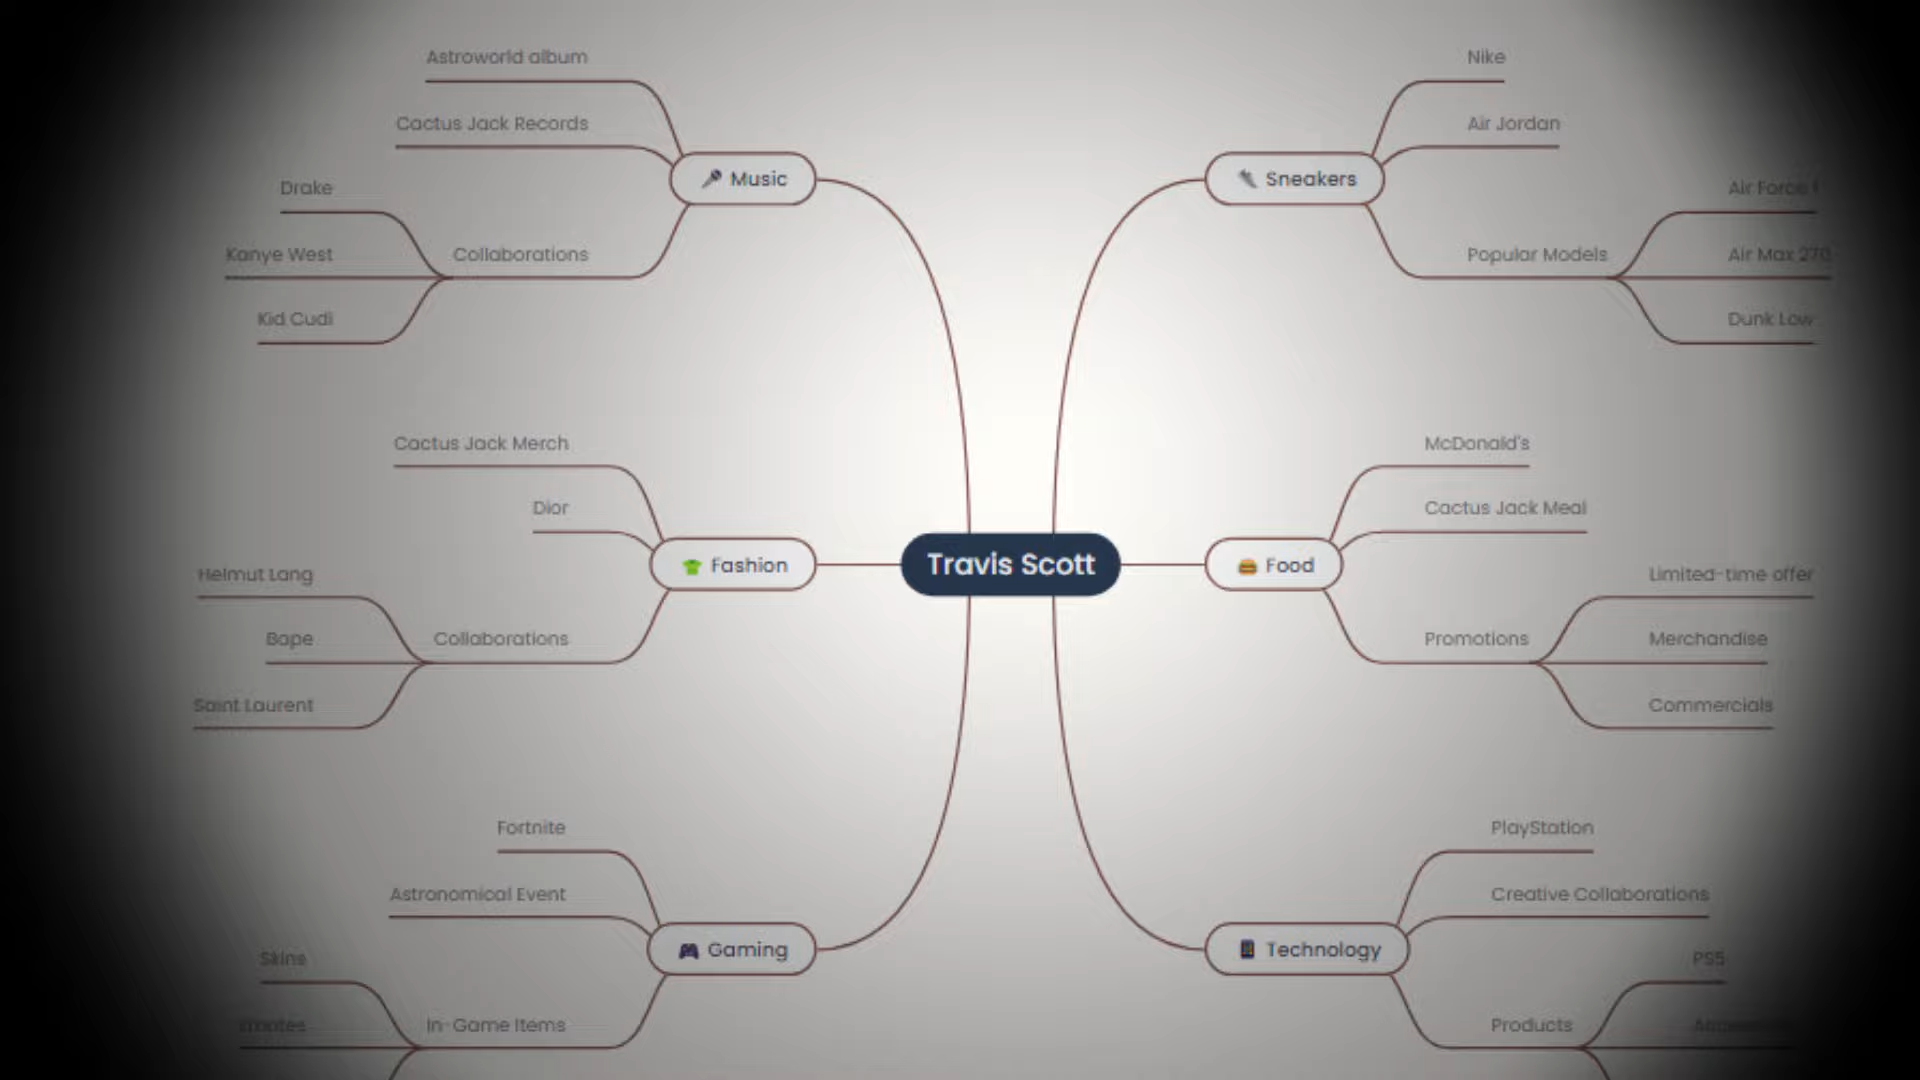 Astroworld album
Cactus Jack Records
Music
Drake
Kanye West
Kid Cudi
Collaborations
Nike
Air Jordan
Sneakers
Popular Models
Air Force 1
Air Max 270
Dunk Low
Cactus Jack Merch
Dior
Fashion
Helmut Lang
Bape
Saint Laurent
Collaborations
Travis Scott
McDonald's
Cactus Jack Meal
Food
Promotions
Limited-time offer
Merchandise
Commercials
Fortnite
Astronomical Event
Gaming
Skins
In-Game Items
PlayStation
Creative Collaborations
Technology
Products
PS5